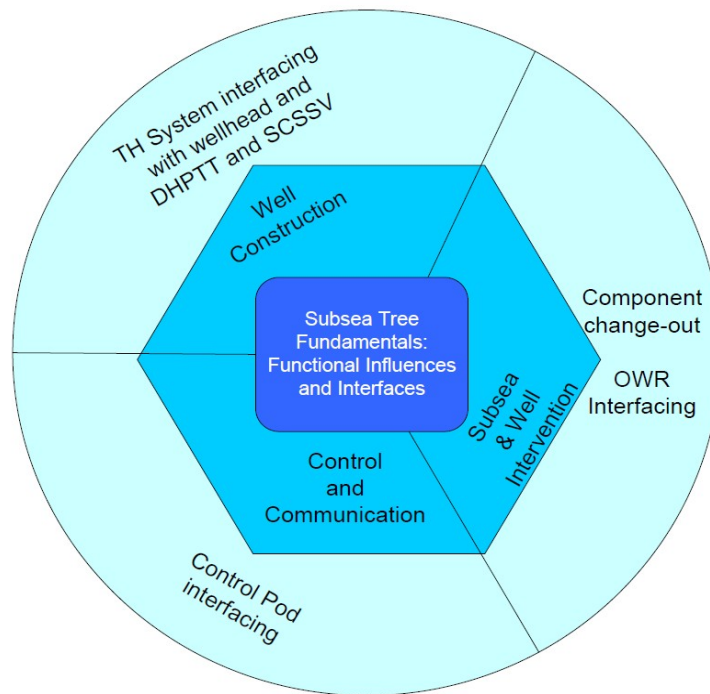 TH System interfacing
with wellhead and
DHPTT and SCSSV
Well
Construction
Subsea Tree
Fundamentals:
Functional Influences
and Interfaces
Component
change-out
OWR
Interfacing
Subsea
& Well
Intervention
Control
and
Communication
Control Pod
interfacing